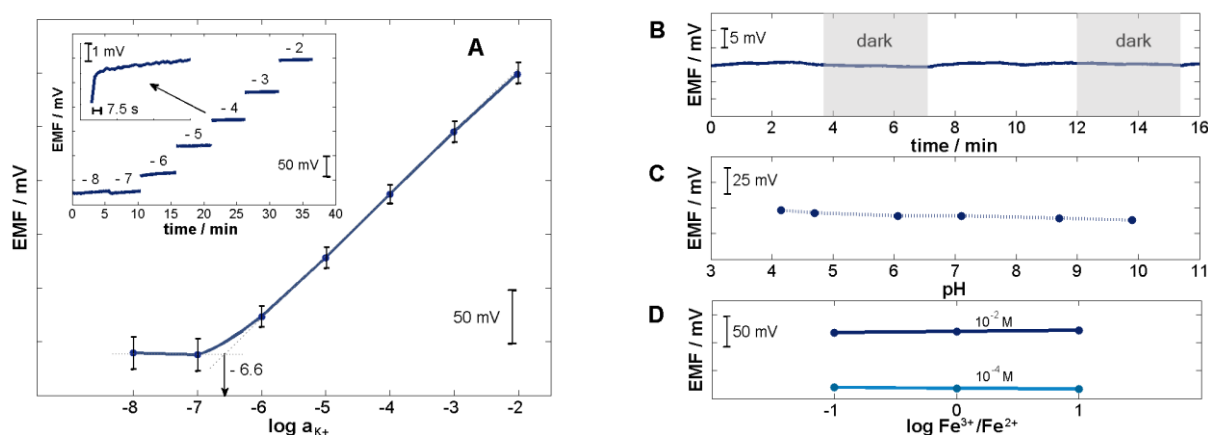 A
EMF / mV
50 mV
- 6.6
-8 -7 -6 -5 -4 -3 -2
log a K+
EMF / mV
1 mV
7.5 s
- 8 - 7 - 6 - 5 - 4 - 3 - 2
50 mV
0 5 10 15 20 25 30 35 40
time / min
B
EMF / mV
5 mV
dark
dark
0 2 4 6 8 10 12 14 16
time / min
C
EMF / mV
25 mV
3 4 5 6 7 8 9 10 11
pH
D
EMF / mV
50 mV
10⁻² M
10⁻⁴ M
-1 0 1
log Fe³⁺/Fe²⁺